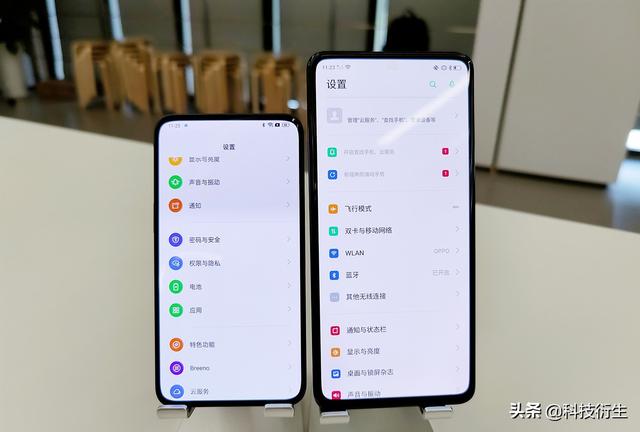 11:23
设置
显示与亮度
声音与振动
通知
密码与安全
权限与隐私
电池
应用
特色功能
Breeno
云服务
11:23
设置
管理"云服务"、"查找手机"、
设备等
飞行模式
双卡与移动网络
WLAN
OPPO
蓝牙
已开启
其他无线连接
通知与状态栏
显示与亮度
桌面与锁屏杂志
声音与振动
头条 @科技衍生